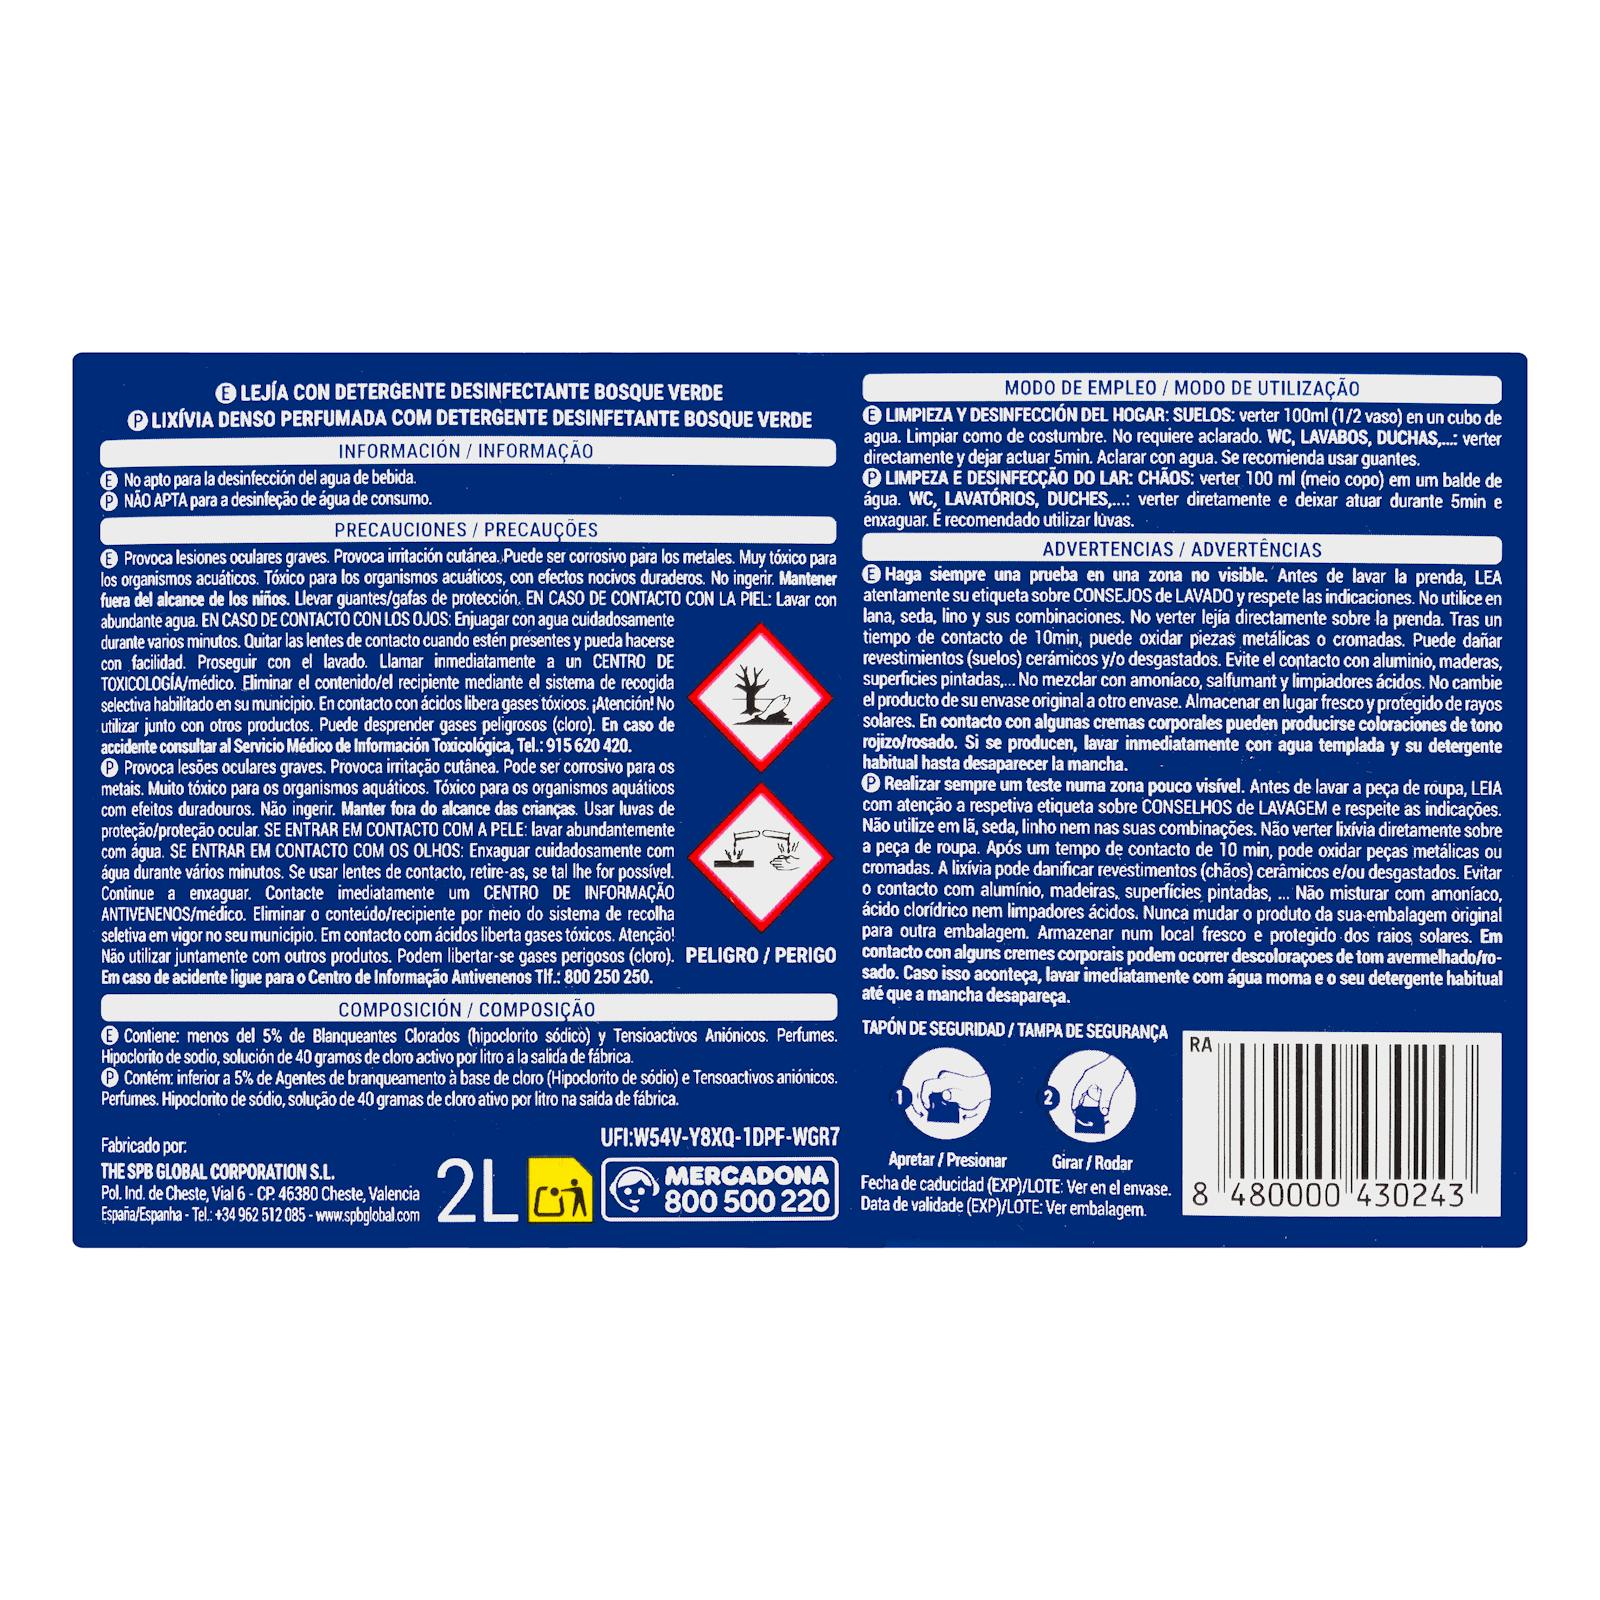 E LEJÍA CON DETERGENTE DESINFECTANTE BOSQUE VERDE
P LIXÍVIA DENSO PERFUMADA COM DETERGENTE DESINFETANTE BOSQUE VERDE
INFORMACIÓN / INFORMAÇÃO
E No apto para la desinfección del agua de bebida.
P NÃO APTA para a desinfeção de água de consumo.
PRECAUCIONES / PRECAUÇÕES
E Provoca lesiones oculares graves. Provoca irritación cutánea. Puede ser corrosivo para los metales. Muy tóxico para
los organismos acuáticos. Tóxico para los organismos acuáticos, con efectos nocivos duraderos. No ingerir. Mantener
fuera del alcance de los niños. Llevar guantes/gafas de protección. EN CASO DE CONTACTO CON LA PIEL: Lavar con
abundante agua. EN CASO DE CONTACTO CON LOS OJOS: Enjuagar con agua cuidadosamente
durante varios minutos. Quitar las lentes de contacto cuando estén presentes y pueda hacerse
con facilidad. Proseguir con el lavado. Llamar inmediatamente a un CENTRO DE
TOXICOLOGÍA/médico. Eliminar el contenido/el recipiente mediante el sistema de recogida
selectiva habilitado en su municipio. En contacto con ácidos libera gases tóxicos. ¡Atención! No
utilizar junto con otros productos. Puede desprender gases peligrosos (cloro). En caso de
accidente consultar al Servicio Médico de Información Toxicológica, Tel.: 915 620 420.
P Provoca lesões oculares graves. Provoca irritação cutânea. Pode ser corrosivo para os
metais. Muito tóxico para os organismos aquáticos. Tóxico para os organismos aquáticos
com efeitos duradouros. Não ingerir. Manter fora do alcance das crianças. Usar luvas de
proteção/proteção ocular. SE ENTRAR EM CONTACTO COM A PELE: lavar abundantemente
com água. SE ENTRAR EM CONTACTO COM OS OLHOS: Enxaguar cuidadosamente com
água durante vários minutos. Se usar lentes de contacto, retire-as, se tal lhe for possível.
Continue a enxaguar. Contacte imediatamente um CENTRO DE INFORMAÇÃO
ANTIVENENOS/médico. Eliminar o conteúdo/recipiente por meio do sistema de recolha
seletiva em vigor no seu município. Em contacto com ácidos liberta gases tóxicos. Atenção!
Não utilizar juntamente com outros produtos. Podem libertar-se gases perigosos (cloro).
Em caso de acidente ligue para o Centro de Informação Antivenenos Tlf.: 800 250 250.
PELIGRO / PERIGO
COMPOSICIÓN / COMPOSIÇÃO
E Contiene: menos del 5% de Blanqueantes Clorados (hipoclorito sódico) y Tensioactivos Aniónicos. Perfumes.
Hipoclorito de sodio, solución de 40 gramos de cloro activo por litro a la salida de fábrica.
P Contém: inferior a 5% de Agentes de branqueamento à base de cloro (Hipoclorito de sódio) e Tensoactivos aniónicos.
Perfumes. Hipoclorito de sódio, solução de 40 gramas de cloro ativo por litro na saída de fábrica.
Fabricado por:
THE SPB GLOBAL CORPORATION S.L.
Pol. Ind. de Cheste, Vial 6 - CP. 46380 Cheste, Valencia
España/Espanha - Tel.: +34 962 512 085 - www.spbglobal.com
2L
UFI:W54V-Y8XQ-1DPF-WGR7
MERCADONA
800 500 220
MODO DE EMPLEO / MODO DE UTILIZAÇÃO
E LIMPIEZA Y DESINFECCIÓN DEL HOGAR: SUELOS: verter 100ml (1/2 vaso) en un cubo de
agua. Limpiar como de costumbre. No requiere aclarado. WC, LAVABOS, DUCHAS,...: verter
directamente y dejar actuar 5min. Aclarar con agua. Se recomienda usar guantes.
P LIMPEZA E DESINFECÇÃO DO LAR: CHÃOS: verter 100 ml (meio copo) em um balde de
água. WC, LAVATÓRIOS, DUCHES,...: verter diretamente e deixar atuar durante 5min e
enxaguar. É recomendado utilizar lúvas.
ADVERTENCIAS / ADVERTÊNCIAS
E Haga siempre una prueba en una zona no visible. Antes de lavar la prenda, LEA
atentamente su etiqueta sobre CONSEJOS de LAVADO y respete las indicaciones. No utilice en
lana, seda, lino y sus combinaciones. No verter lejía directamente sobre la prenda. Tras un
tiempo de contacto de 10min, puede oxidar piezas metálicas o cromadas. Puede dañar
revestimientos (suelos) cerámicos y/o desgastados. Evite el contacto con aluminio, maderas,
superficies pintadas,... No mezclar con amoníaco, salfumant y limpiadores ácidos. No cambie
el producto de su envase original a otro envase. Almacenar en lugar fresco y protegido de rayos
solares. En contacto con algunas cremas corporales pueden producirse coloraciones de tono
rojizo/rosado. Si se producen, lavar inmediatamente con agua templada y su detergente
habitual hasta desaparecer la mancha.
P Realizar sempre um teste numa zona pouco visível. Antes de lavar a peça de roupa, LEIA
com atenção a respetiva etiqueta sobre CONSELHOS de LAVAGEM e respeite as indicações.
Não utilize em lã, seda, linho nem nas suas combinações. Não verter lixívia diretamente sobre
a peça de roupa. Após um tempo de contacto de 10 min, pode oxidar peças metálicas ou
cromadas. A lixívia pode danificar revestimentos (chãos) cerâmicos e/ou desgastados. Evitar
o contacto com alumínio, madeiras, superfícies pintadas, ... Não misturar com amoníaco,
ácido clorídrico nem limpadores ácidos. Nunca mudar o produto da sua embalagem original
para outra embalagem. Armazenar num local fresco e protegido dos raios solares. Em
contacto com alguns cremes corporais podem ocorrer descolorações de tom avermelhado/ro-
sado. Caso isso aconteça, lavar imediatamente com água morna e o seu detergente habitual
até que a mancha desapareça.
TAPÓN DE SEGURIDAD / TAMPA DE SEGURANÇA
1
2
Apretar / Presionar
Girar / Rodar
Fecha de caducidad (EXP)/LOTE: Ver en el envase.
Data de validade (EXP)/LOTE: Ver embalagem.
RA
8 480000 430243